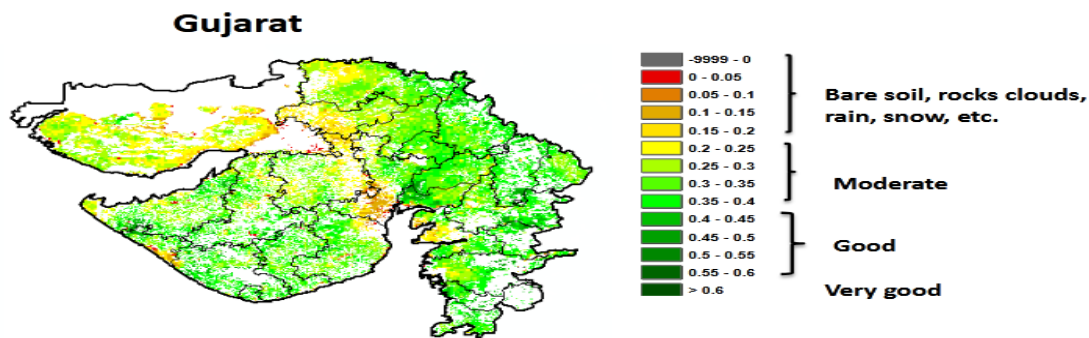 Gujarat
-9999 - 0
0 - 0.05
0.05 - 0.1
0.1 - 0.15
0.15 - 0.2
0.2 - 0.25
0.25 - 0.3
0.3 - 0.35
0.35 - 0.4
0.4 - 0.45
0.45 - 0.5
0.5 - 0.55
0.55 - 0.6
> 0.6
Bare soil, rocks clouds,
rain, snow, etc.
Moderate
Good
Very good